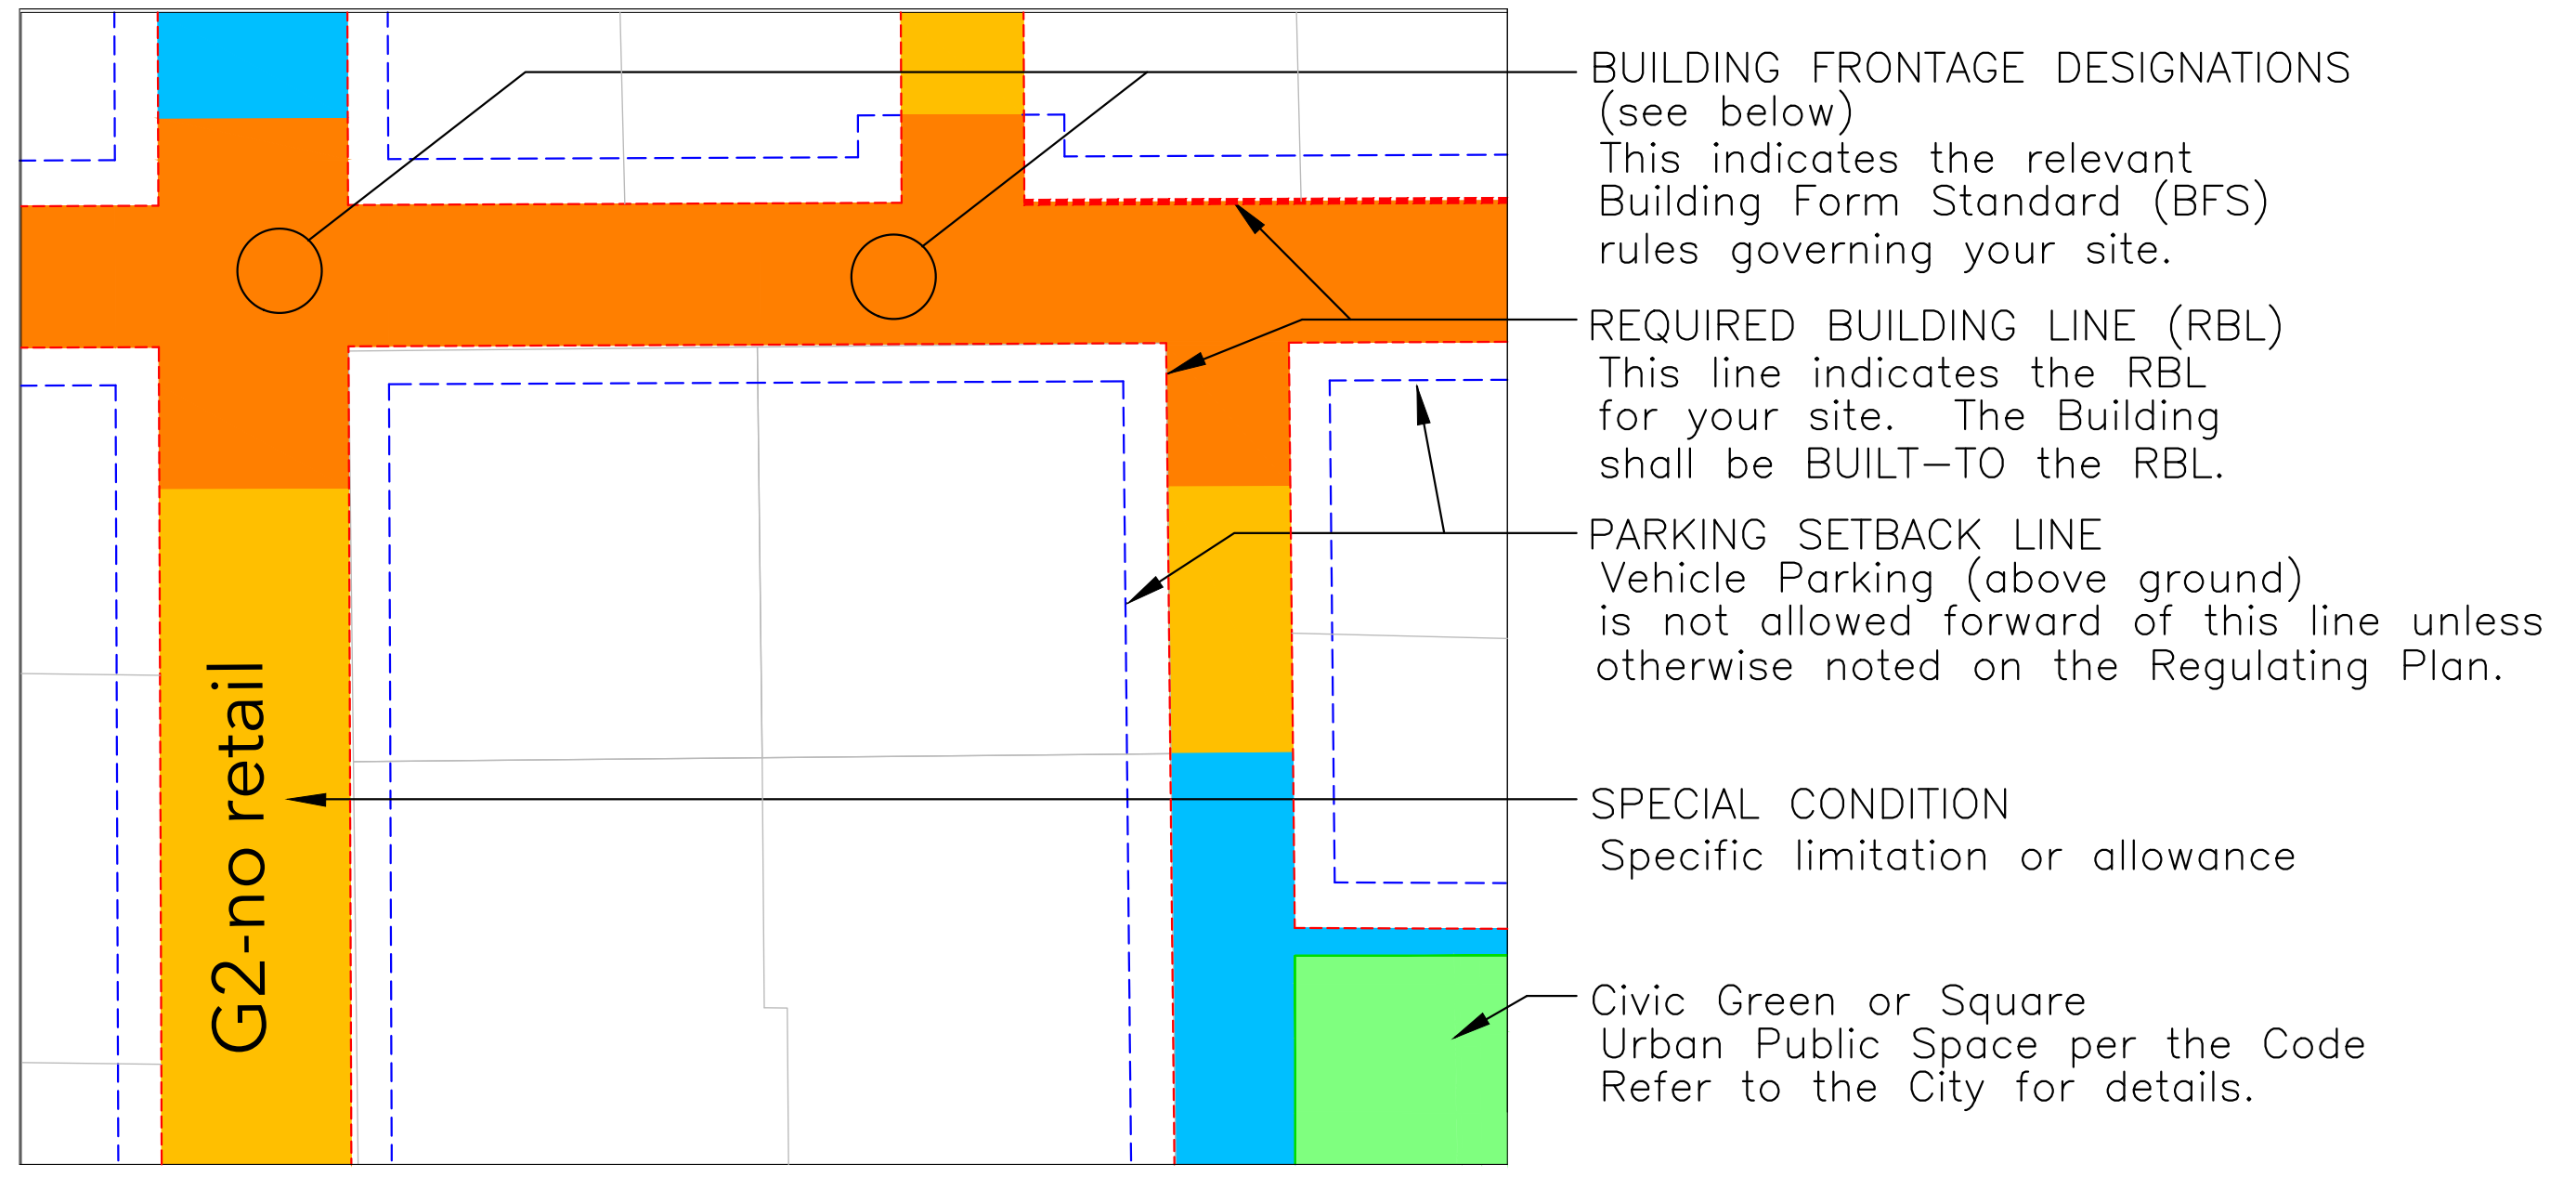 BUILDING FRONTAGE DESIGNATIONS
(see below)
This indicates the relevant
Building Form Standard (BFS)
rules governing your site.
REQUIRED BUILDING LINE (RBL)
This line indicates the RBL
for your site. The Building
shall be BUILT-TO the RBL.
PARKING SETBACK LINE
Vehicle Parking (above ground)
is not allowed forward of this line unless
otherwise noted on the Regulating Plan.
G2-no retail
SPECIAL CONDITION
Specific limitation or allowance
Civic Green or Square
Urban Public Space per the Code
Refer to the City for details.